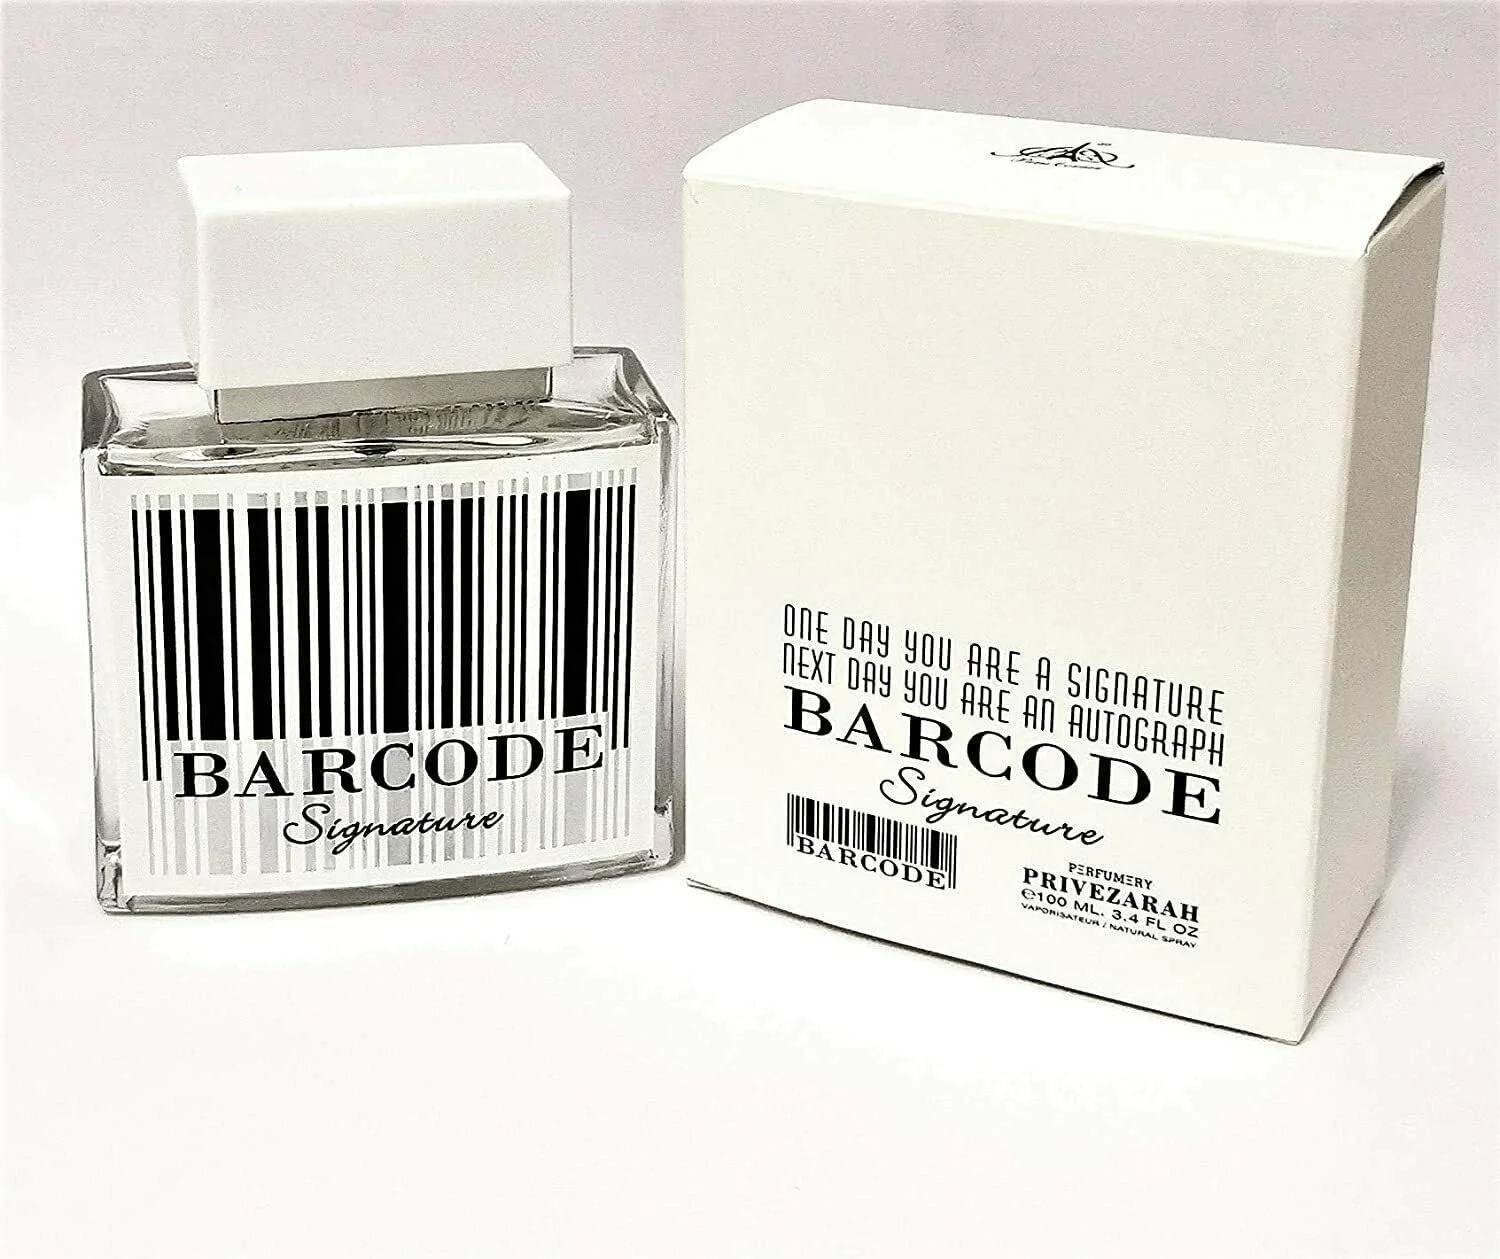 BARCODE
Signature
ONE DAY YOU ARE A SIGNATURE
NEXT DAY YOU ARE AN AUTOGRAPH
BARCODE
Signature
BARCODE
PERFUMERY
PRIVEZARAH
℮100 ML. 3.4 FL OZ
VAPORISATEUR / NATURAL SPRAY